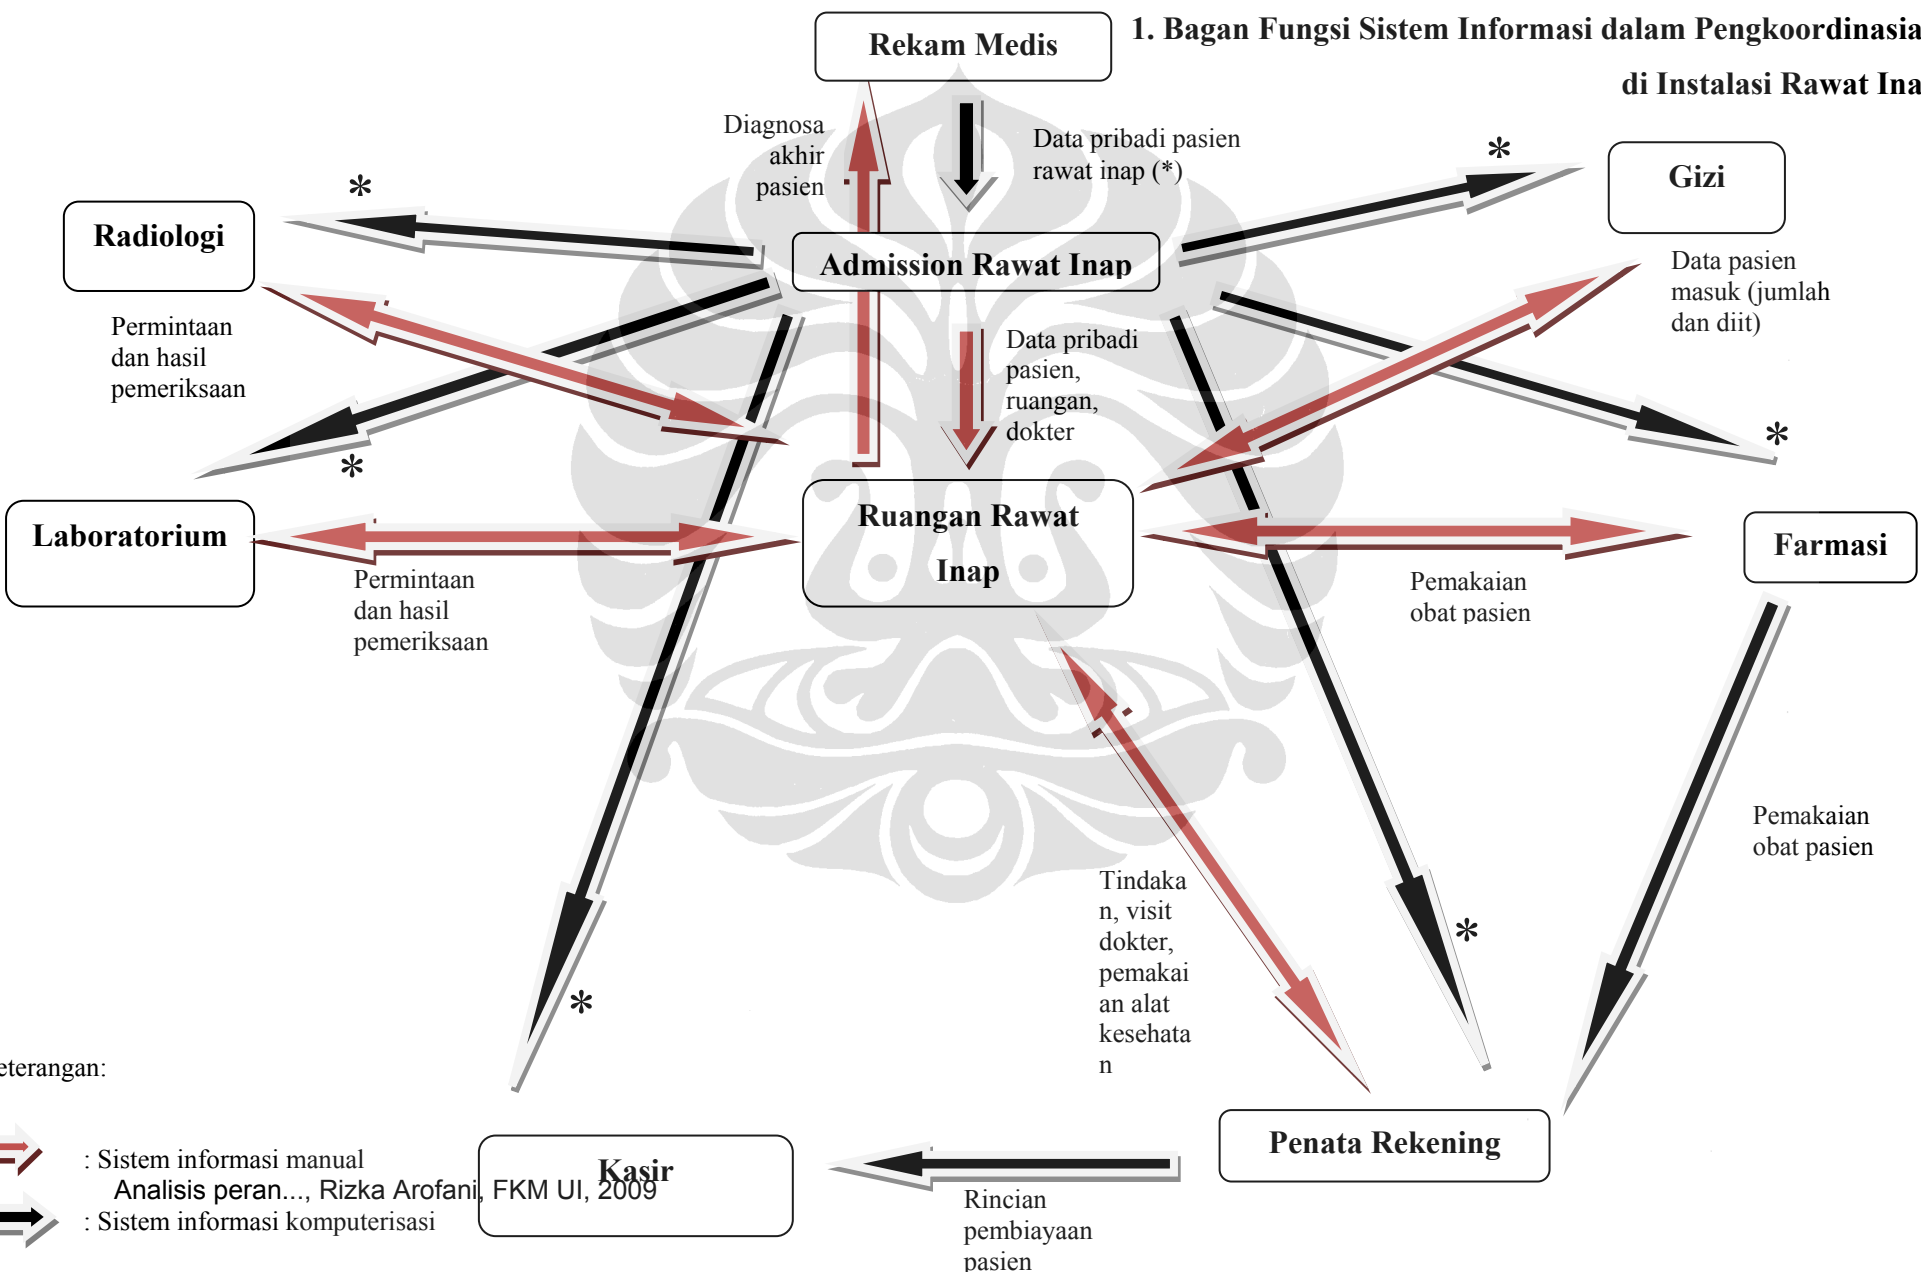 Rekam Medis
1. Bagan Fungsi Sistem Informasi dalam Pengkoordinasia
di Instalasi Rawat Ina
Diagnosa
akhir
pasien
Data pribadi pasien
rawat inap (*)
*
*
Gizi
Radiologi
Admission Rawat Inap
Data pasien
masuk (jumlah
dan diit)
Permintaan
dan hasil
pemeriksaan
Data pribadi
pasien,
ruangan,
dokter
*
*
Laboratorium
Ruangan Rawat
Inap
Farmasi
Permintaan
dan hasil
pemeriksaan
Pemakaian
obat pasien
Pemakaian
obat pasien
Tindaka
n, visit
dokter,
pemakai
an alat
kesehata
n
*
*
eterangan:
: Sistem informasi manual
Analisis peran..., Rizka Arofani, FKM UI, 2009
: Sistem informasi komputerisasi
Kasir
Penata Rekening
Rincian
pembiayaan
pasien